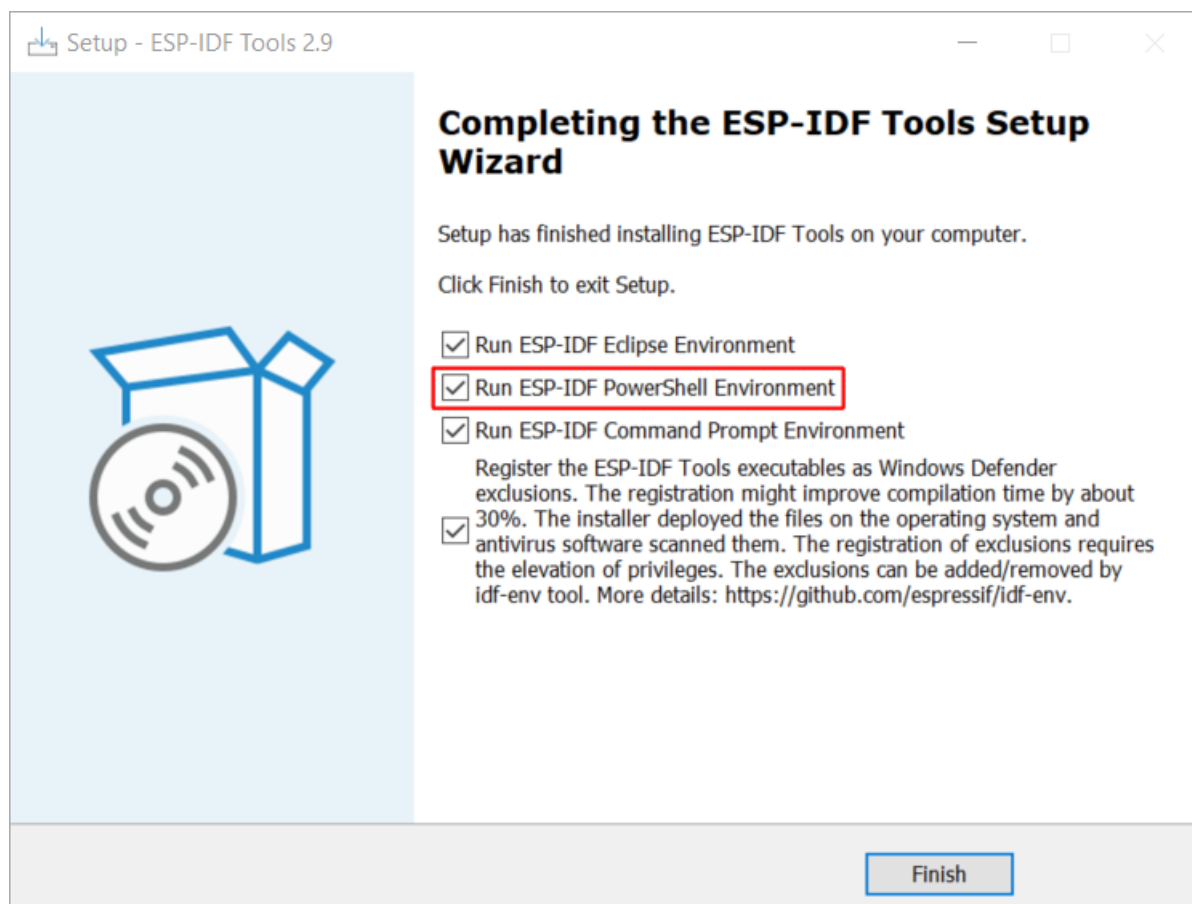 Setup - ESP-IDF Tools 2.9
Completing the ESP-IDF Tools Setup
Wizard
Setup has finished installing ESP-IDF Tools on your computer.
Click Finish to exit Setup.
Run ESP-IDF Eclipse Environment
Run ESP-IDF PowerShell Environment
Run ESP-IDF Command Prompt Environment
Register the ESP-IDF Tools executables as Windows Defender
exclusions. The registration might improve compilation time by about
30%. The installer deployed the files on the operating system and
antivirus software scanned them. The registration of exclusions requires
the elevation of privileges. The exclusions can be added/removed by
idf-env tool. More details: https://github.com/espressif/idf-env.
Finish